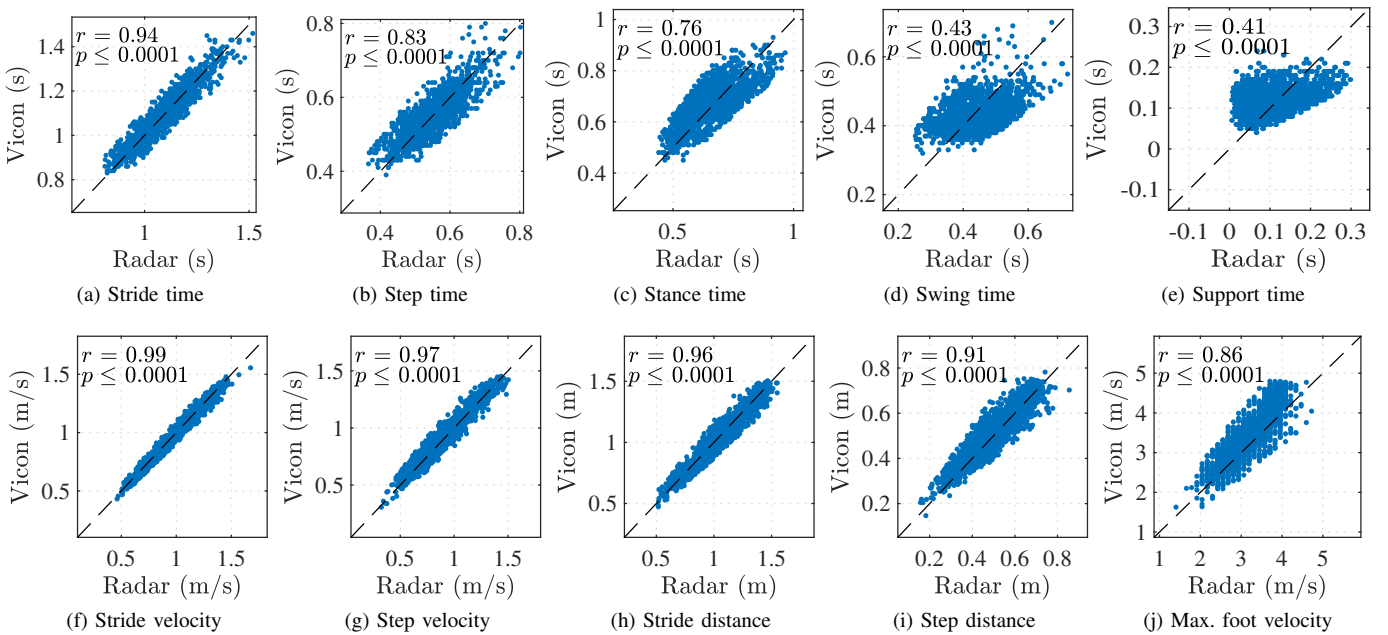 r = 0.94
p ≤ 0.0001
1.4
1.2
1
0.8
Vicon (s)
1
1.5
Radar (s)
(a) Stride time
r = 0.83
p ≤ 0.0001
0.8
0.6
0.4
Vicon (s)
0.4
0.6
0.8
Radar (s)
(b) Step time
r = 0.76
p ≤ 0.0001
1
0.8
0.6
0.4
Vicon (s)
0.5
1
Radar (s)
(c) Stance time
r = 0.43
p ≤ 0.0001
0.6
0.4
0.2
Vicon (s)
0.2
0.4
0.6
Radar (s)
(d) Swing time
r = 0.41
p ≤ 0.0001
0.3
0.2
0.1
0
-0.1
Vicon (s)
-0.1
0
0.1
0.2
0.3
Radar (s)
(e) Support time
r = 0.99
p ≤ 0.0001
1.5
1
0.5
Vicon (m/s)
0.5
1
1.5
Radar (m/s)
(f) Stride velocity
r = 0.97
p ≤ 0.0001
1.5
1
0.5
Vicon (m/s)
0.5
1
1.5
Radar (m/s)
(g) Step velocity
r = 0.96
p ≤ 0.0001
1.5
1
0.5
Vicon (m)
0.5
1
1.5
Radar (m)
(h) Stride distance
r = 0.91
p ≤ 0.0001
0.8
0.6
0.4
0.2
Vicon (m)
0.2
0.4
0.6
0.8
Radar (m)
(i) Step distance
r = 0.86
p ≤ 0.0001
5
4
3
2
1
Vicon (m/s)
1
2
3
4
5
Radar (m/s)
(j) Max. foot velocity